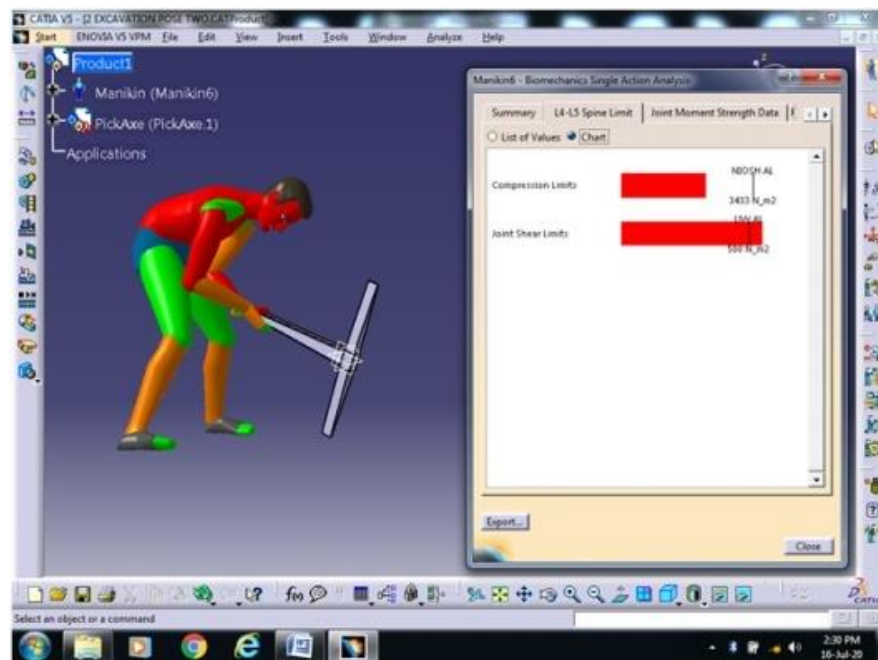 CATIA V5 - [2 EXCAVATION POSE TWO.CATProduct]
Start ENOVIA V5 VPM File Edit View Insert Tools Window Analyze Help
Product1
Manikin (Manikin6)
PickAxe (PickAxe.1)
Applications
Manikin6 - Biomechanics Single Action Analysis
Summary L4-L5 Spine Limit Joint Moment Strength Data
List of Values Chart
Compression Limits
NIOSH AL
3433 N_m2
Joint Shear Limits
500 N_m2
Export...
Close
Select an object or a command
2:30 PM
16-Jul-20